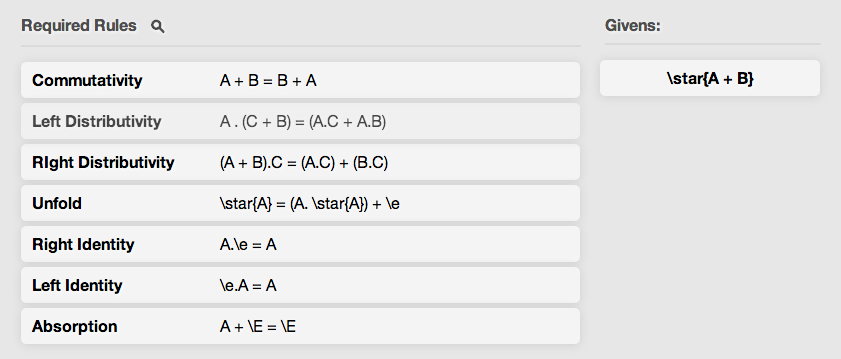 Required Rules
Givens:
Commutativity A + B = B + A
\star{A + B}
Left Distributivity A . (C + B) = (A.C + A.B)
RIght Distributivity (A + B).C = (A.C) + (B.C)
Unfold \star{A} = (A. \star{A}) + \e
Right Identity A.\e = A
Left Identity \e.A = A
Absorption A + \E = \E